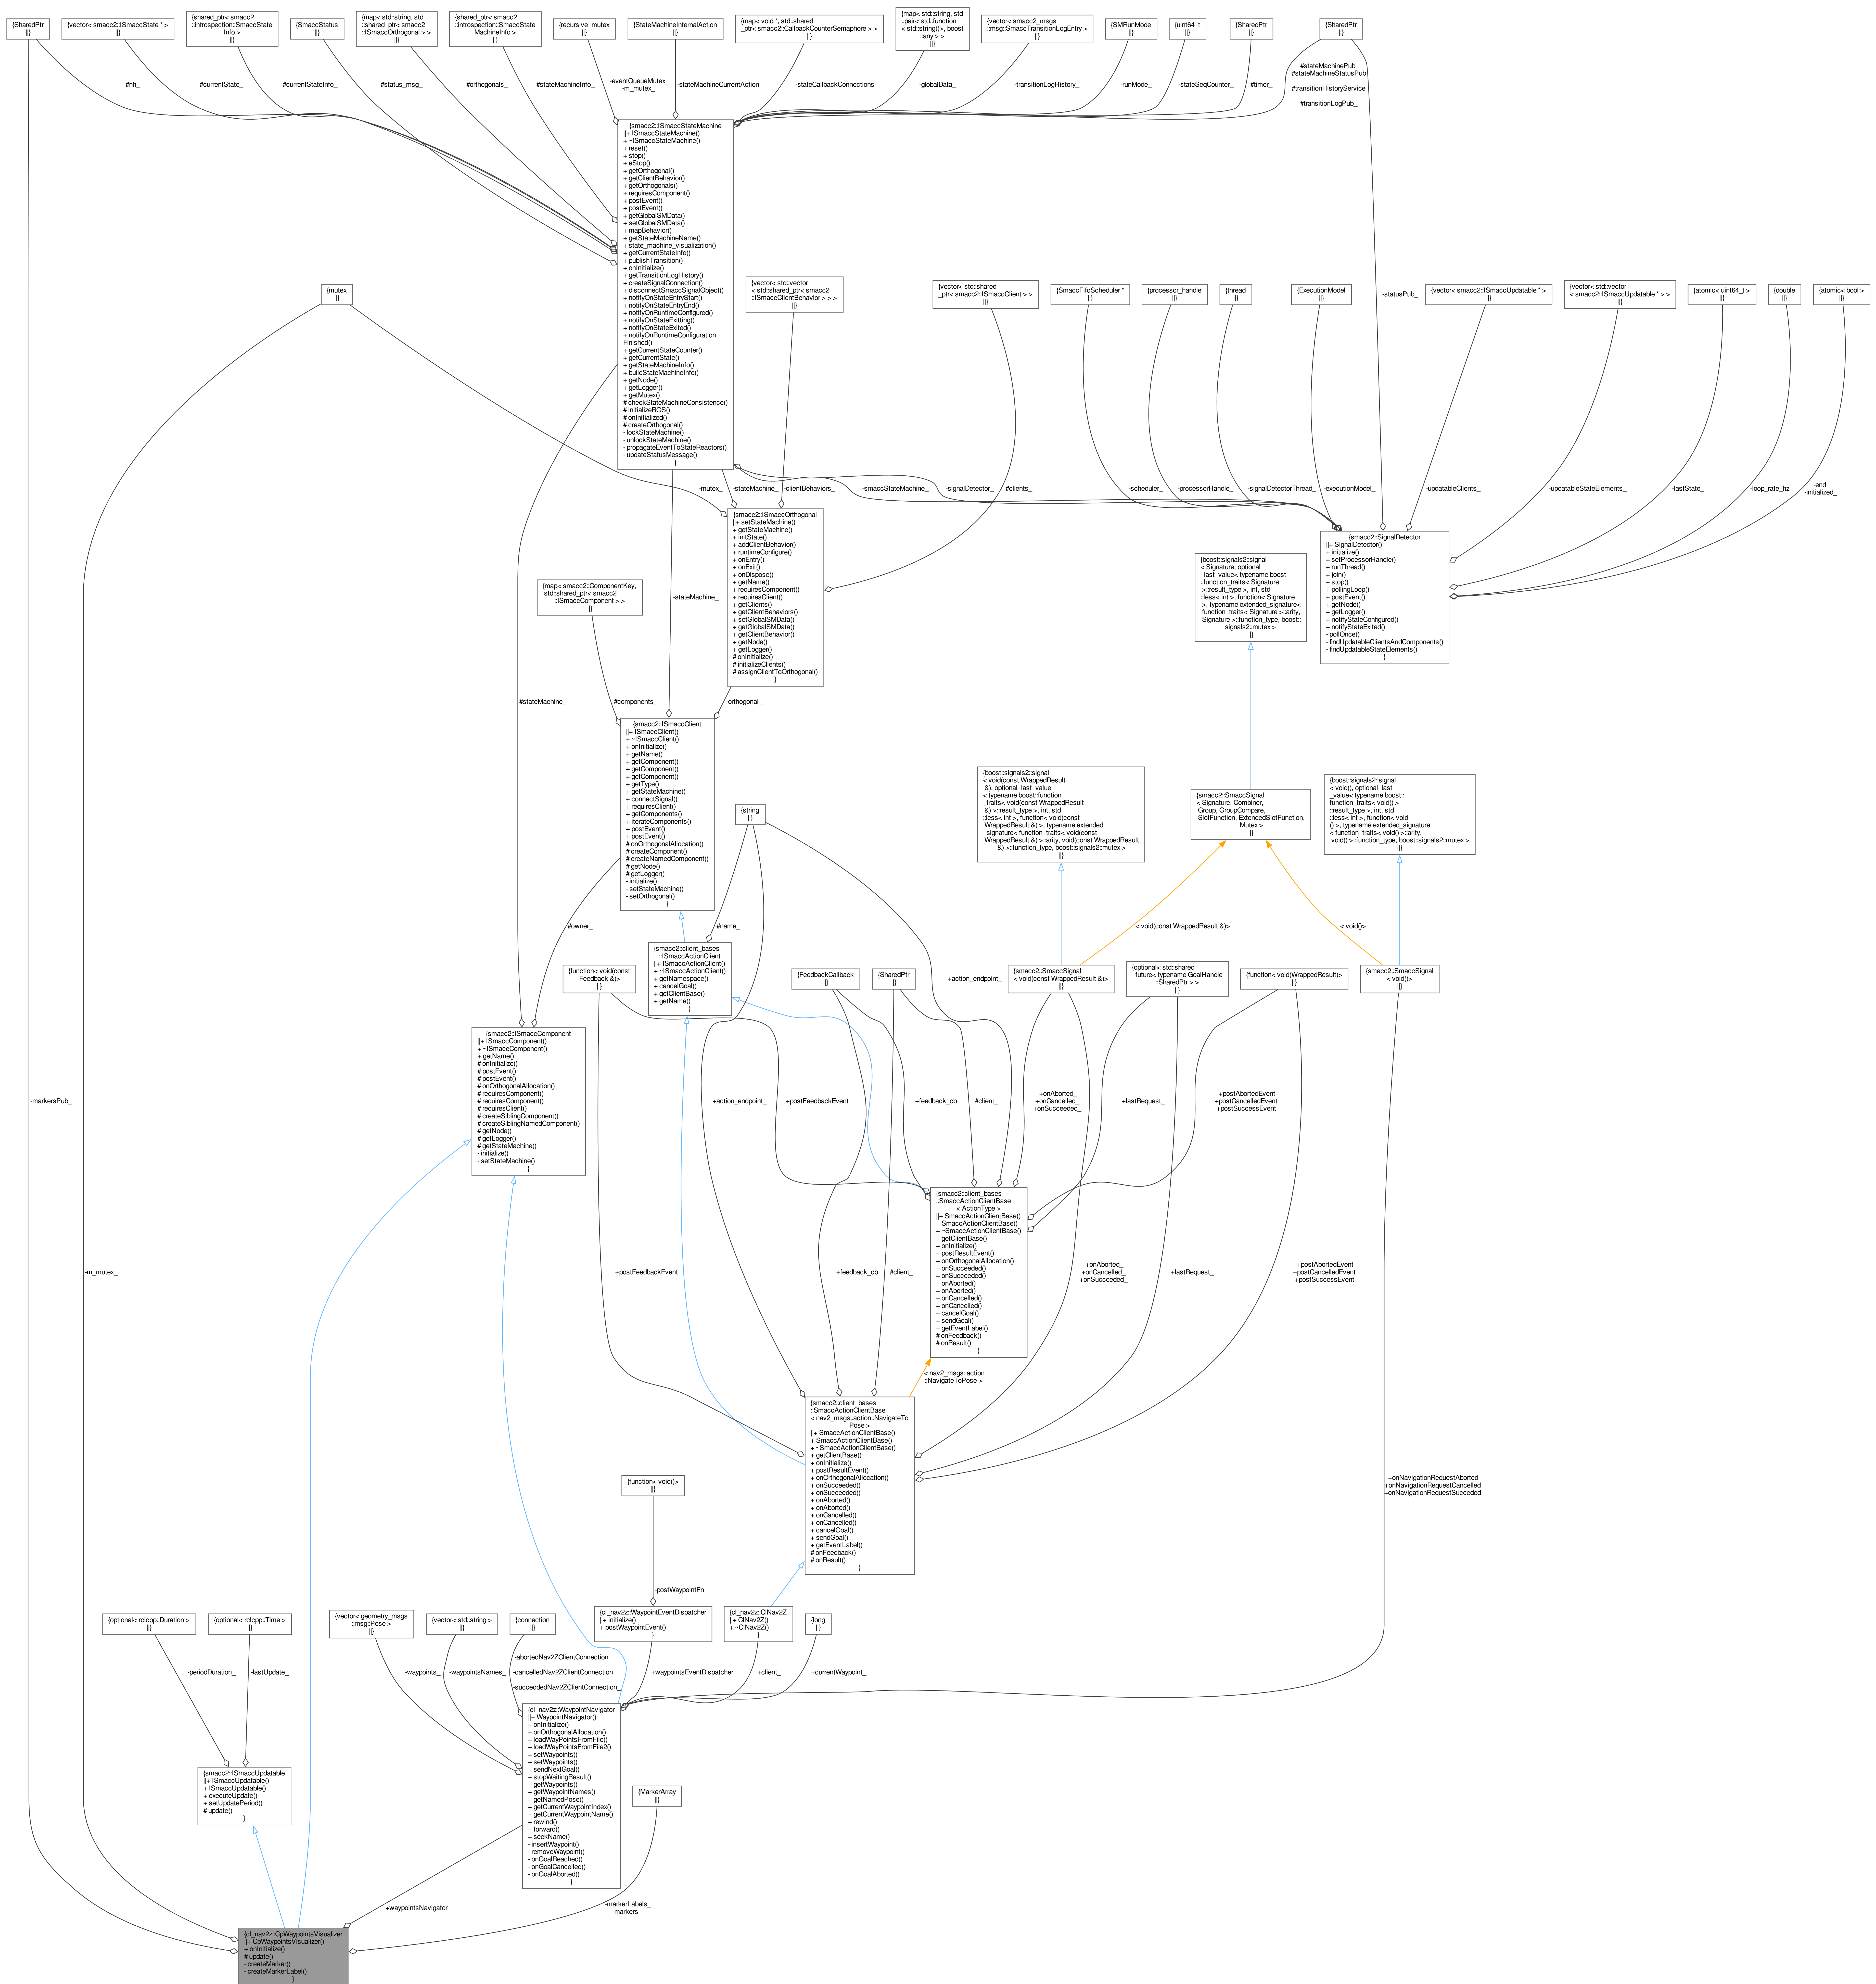 {SharedPtr
||}
{vector< smacc2::ISmaccState * >
||}
{shared_ptr< smacc2
::introspection::SmaccState
Info >
||}
{SmaccStatus
||}
{map< std::string, std
::shared_ptr< smacc2
::ISmaccOrthogonal > >
||}
{shared_ptr< smacc2
::introspection::SmaccState
MachineInfo >
||}
{recursive_mutex
||}
{StateMachineInternalAction
||}
{map< void *, std::shared
_ptr< smacc2::CallbackCounterSemaphore > >
||}
{map< std::string, std
::pair< std::function
< std::string()>, boost
::any > >
||}
{vector< smacc2_msgs
::msg::SmaccTransitionLogEntry >
||}
{SMRunMode
||}
{uint64_t
||}
{SharedPtr
||}
{SharedPtr
||}
#nh_
#currentState_
#currentStateInfo_
#status_msg_
#orthogonals_
#stateMachineInfo_
-eventQueueMutex_
-m_mutex_
-stateMachineCurrentAction
-stateCallbackConnections
-globalData_
-transitionLogHistory_
-runMode_
-stateSeqCounter_
#timer_
#stateMachinePub_
#stateMachineStatusPub
_
#transitionHistoryService
_
#transitionLogPub_
{smacc2::ISmaccStateMachine
||+ ISmaccStateMachine()
+ ~ISmaccStateMachine()
+ reset()
+ stop()
+ eStop()
+ getOrthogonal()
+ getClientBehavior()
+ getOrthogonals()
+ requiresComponent()
+ postEvent()
+ postEvent()
+ getGlobalSMData()
+ setGlobalSMData()
+ mapBehavior()
+ getStateMachineName()
+ state_machine_visualization()
+ getCurrentStateInfo()
+ publishTransition()
+ onInitialize()
+ getTransitionLogHistory()
+ createSignalConnection()
+ disconnectSmaccSignalObject()
+ notifyOnStateEntryStart()
+ notifyOnStateEntryEnd()
+ notifyOnRuntimeConfigured()
+ notifyOnStateExitting()
+ notifyOnStateExited()
+ notifyOnRuntimeConfiguration
Finished()
+ getCurrentStateCounter()
+ getCurrentState()
+ getStateMachineInfo()
+ buildStateMachineInfo()
+ getNode()
+ getLogger()
+ getMutex()
# checkStateMachineConsistence()
# initializeROS()
# onInitialized()
# createOrthogonal()
- lockStateMachine()
- unlockStateMachine()
- propagateEventToStateReactors()
- updateStatusMessage()
}
{mutex
||}
{vector< std::vector
< std::shared_ptr< smacc2
::ISmaccClientBehavior > > >
||}
{vector< std::shared
_ptr< smacc2::ISmaccClient > >
||}
{SmaccFifoScheduler *
||}
{processor_handle
||}
{thread
||}
{ExecutionModel
||}
-statusPub_
{vector< smacc2::ISmaccUpdatable * >
||}
{vector< std::vector
< smacc2::ISmaccUpdatable * > >
||}
{atomic< uint64_t >
||}
{double
||}
{atomic< bool >
||}
-mutex_
-stateMachine_
-clientBehaviors_
-smaccStateMachine_
-signalDetector_
#clients_
-scheduler_
-processorHandle_
-signalDetectorThread_
-executionModel_
-updatableClients_
-updatableStateElements_
-lastState_
-loop_rate_hz
-end_
-initialized_
{smacc2::ISmaccOrthogonal
||+ setStateMachine()
+ getStateMachine()
+ initState()
+ addClientBehavior()
+ runtimeConfigure()
+ onEntry()
+ onExit()
+ onDispose()
+ getName()
+ requiresComponent()
+ requiresClient()
+ getClients()
+ getClientBehaviors()
+ setGlobalSMData()
+ getGlobalSMData()
+ getClientBehavior()
+ getNode()
+ getLogger()
# onInitialize()
# initializeClients()
# assignClientToOrthogonal()
}
{smacc2::SignalDetector
||+ SignalDetector()
+ initialize()
+ setProcessorHandle()
+ runThread()
+ join()
+ stop()
+ pollingLoop()
+ postEvent()
+ getNode()
+ getLogger()
+ notifyStateConfigured()
+ notifyStateExited()
- pollOnce()
- findUpdatableClientsAndComponents()
- findUpdatableStateElements()
}
{boost::signals2::signal
< Signature, optional
_last_value< typename boost
::function_traits< Signature
>::result_type >, int, std
::less< int >, function< Signature
>, typename extended_signature<
function_traits< Signature >::arity,
Signature >::function_type, boost::
signals2::mutex >
||}
{map< smacc2::ComponentKey,
std::shared_ptr< smacc2
::ISmaccComponent > >
||}
-stateMachine_
#stateMachine_
#components_
-orthogonal_
{smacc2::ISmaccClient
||+ ISmaccClient()
+ ~ISmaccClient()
+ onInitialize()
+ getName()
+ getComponent()
+ getComponent()
+ getComponent()
+ getType()
+ getStateMachine()
+ connectSignal()
+ requiresClient()
+ getComponents()
+ iterateComponents()
+ postEvent()
+ postEvent()
# onOrthogonalAllocation()
# createComponent()
# createNamedComponent()
# getNode()
# getLogger()
- initialize()
- setStateMachine()
- setOrthogonal()
}
{boost::signals2::signal
< void(const WrappedResult
&), optional_last_value
< typename boost::function
_traits< void(const WrappedResult
&) >::result_type >, int, std
::less< int >, function< void(const
WrappedResult &) >, typename extended
_signature< function_traits< void(const
WrappedResult &) >::arity, void(const WrappedResult
&) >::function_type, boost::signals2::mutex >
||}
{smacc2::SmaccSignal
< Signature, Combiner,
Group, GroupCompare,
SlotFunction, ExtendedSlotFunction,
Mutex >
||}
{boost::signals2::signal
< void(), optional_last
_value< typename boost::
function_traits< void() >
::result_type >, int, std
::less< int >, function< void
() >, typename extended_signature
< function_traits< void() >::arity,
void() >::function_type, boost::signals2::mutex >
||}
{string
||}
#owner_
#name_
< void(const WrappedResult &)>
< void()>
{smacc2::client_bases
::ISmaccActionClient
||+ ISmaccActionClient()
+ ~ISmaccActionClient()
+ getNamespace()
+ cancelGoal()
+ getClientBase()
+ getName()
}
{function< void(const
Feedback &)>
||}
{FeedbackCallback
||}
{SharedPtr
||}
+action_endpoint_
{smacc2::SmaccSignal
< void(const WrappedResult &)>
||}
{optional< std::shared
_future< typename GoalHandle
::SharedPtr > >
||}
{function< void(WrappedResult)>
||}
{smacc2::SmaccSignal
< void()>
||}
{smacc2::ISmaccComponent
||+ ISmaccComponent()
+ ~ISmaccComponent()
+ getName()
# onInitialize()
# postEvent()
# postEvent()
# onOrthogonalAllocation()
# requiresComponent()
# requiresComponent()
# requiresClient()
# createSiblingComponent()
# createSiblingNamedComponent()
# getNode()
# getLogger()
# getStateMachine()
- initialize()
- setStateMachine()
}
-markersPub_
+action_endpoint_
+postFeedbackEvent
+feedback_cb
#client_
+onAborted_
+onCancelled_
+onSucceeded_
+lastRequest_
+postAbortedEvent
+postCancelledEvent
+postSuccessEvent
{smacc2::client_bases
::SmaccActionClientBase
< ActionType >
||+ SmaccActionClientBase()
+ SmaccActionClientBase()
+ ~SmaccActionClientBase()
+ getClientBase()
+ onInitialize()
+ postResultEvent()
+ onOrthogonalAllocation()
+ onSucceeded()
+ onSucceeded()
+ onAborted()
+ onAborted()
+ onCancelled()
+ onCancelled()
+ cancelGoal()
+ sendGoal()
+ getEventLabel()
# onFeedback()
# onResult()
}
-m_mutex_
+postFeedbackEvent
+feedback_cb
#client_
+onAborted_
+onCancelled_
+onSucceeded_
+lastRequest_
+postAbortedEvent
+postCancelledEvent
+postSuccessEvent
< nav2_msgs::action
::NavigateToPose >
{smacc2::client_bases
::SmaccActionClientBase
< nav2_msgs::action::NavigateTo
Pose >
||+ SmaccActionClientBase()
+ SmaccActionClientBase()
+ ~SmaccActionClientBase()
+ getClientBase()
+ onInitialize()
+ postResultEvent()
+ onOrthogonalAllocation()
+ onSucceeded()
+ onSucceeded()
+ onAborted()
+ onAborted()
+ onCancelled()
+ onCancelled()
+ cancelGoal()
+ sendGoal()
+ getEventLabel()
# onFeedback()
# onResult()
}
{function< void()>
||}
+onNavigationRequestAborted
+onNavigationRequestCancelled
+onNavigationRequestSucceded
-postWaypointFn
{optional< rclcpp::Duration >
||}
{optional< rclcpp::Time >
||}
{vector< geometry_msgs
::msg::Pose >
||}
{vector< std::string >
||}
{connection
||}
{cl_nav2z::WaypointEventDispatcher
||+ initialize()
+ postWaypointEvent()
}
{cl_nav2z::ClNav2Z
||+ ClNav2Z()
+ ~ClNav2Z()
}
{long
||}
-periodDuration_
-lastUpdate_
-waypoints_
-waypointsNames_
-abortedNav2ZClientConnection
_
-cancelledNav2ZClientConnection
_
-succeddedNav2ZClientConnection_
+waypointsEventDispatcher
+client_
+currentWaypoint_
{cl_nav2z::WaypointNavigator
||+ WaypointNavigator()
+ onInitialize()
+ onOrthogonalAllocation()
+ loadWayPointsFromFile()
+ loadWayPointsFromFile2()
+ setWaypoints()
+ setWaypoints()
+ sendNextGoal()
+ stopWaitingResult()
+ getWaypoints()
+ getWaypointNames()
+ getNamedPose()
+ getCurrentWaypointIndex()
+ getCurrentWaypointName()
+ rewind()
+ forward()
+ seekName()
- insertWaypoint()
- removeWaypoint()
- onGoalReached()
- onGoalCancelled()
- onGoalAborted()
}
{smacc2::ISmaccUpdatable
||+ ISmaccUpdatable()
+ ISmaccUpdatable()
+ executeUpdate()
+ setUpdatePeriod()
# update()
}
{MarkerArray
||}
+waypointsNavigator_
-markerLabels_
-markers_
{cl_nav2z::CpWaypointsVisualizer
||+ CpWaypointsVisualizer()
+ onInitialize()
# update()
- createMarker()
- createMarkerLabel()
}